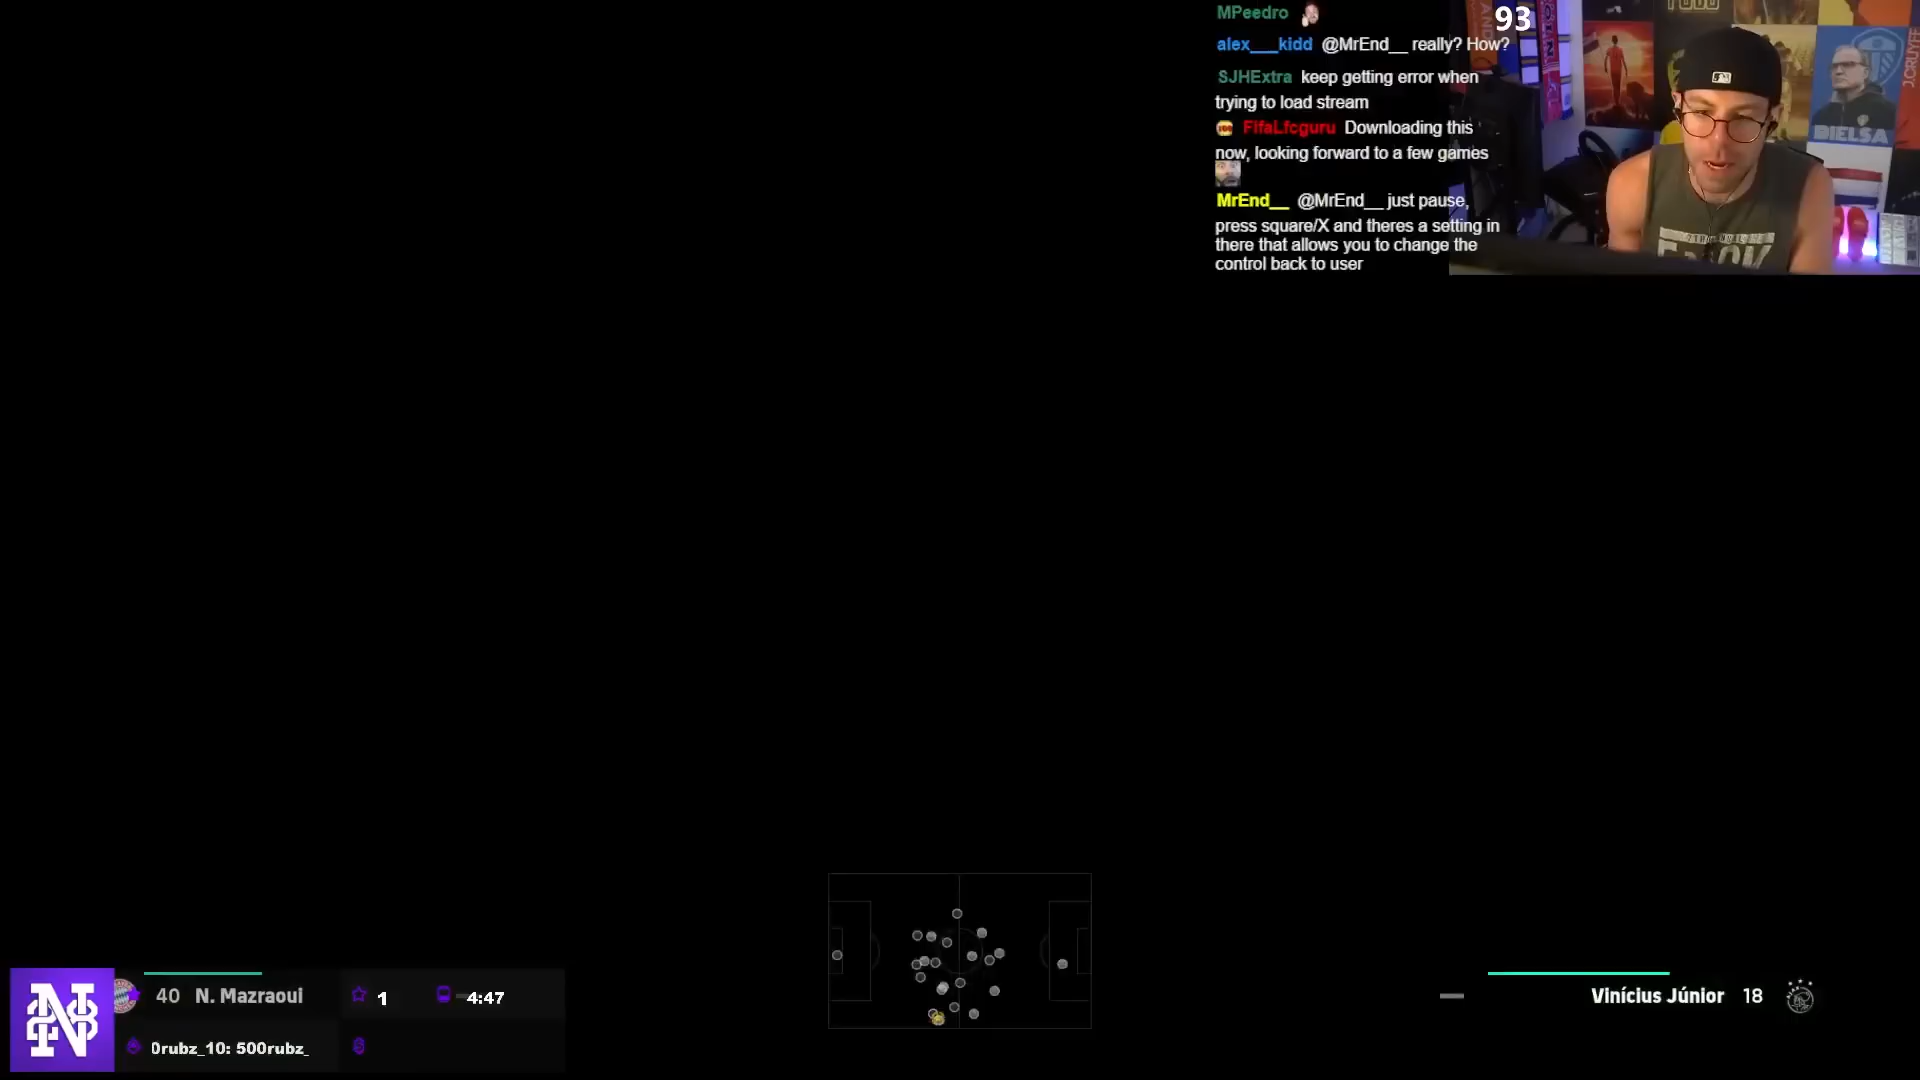 MPeedro
93
alex___kidd @MrEnd__ really? How?
SJHExtra keep getting error when
trying to load stream
FifaLfcguru Downloading this
now, looking forward to a few games
MrEnd__ @MrEnd__ just pause,
press square/X and theres a setting in
there that allows you to change the
control back to user
BIELSA
J.CRUYFF
40 N. Mazraoui
1
4:47
0rubz_10: 500rubz_
Vinícius Júnior 18